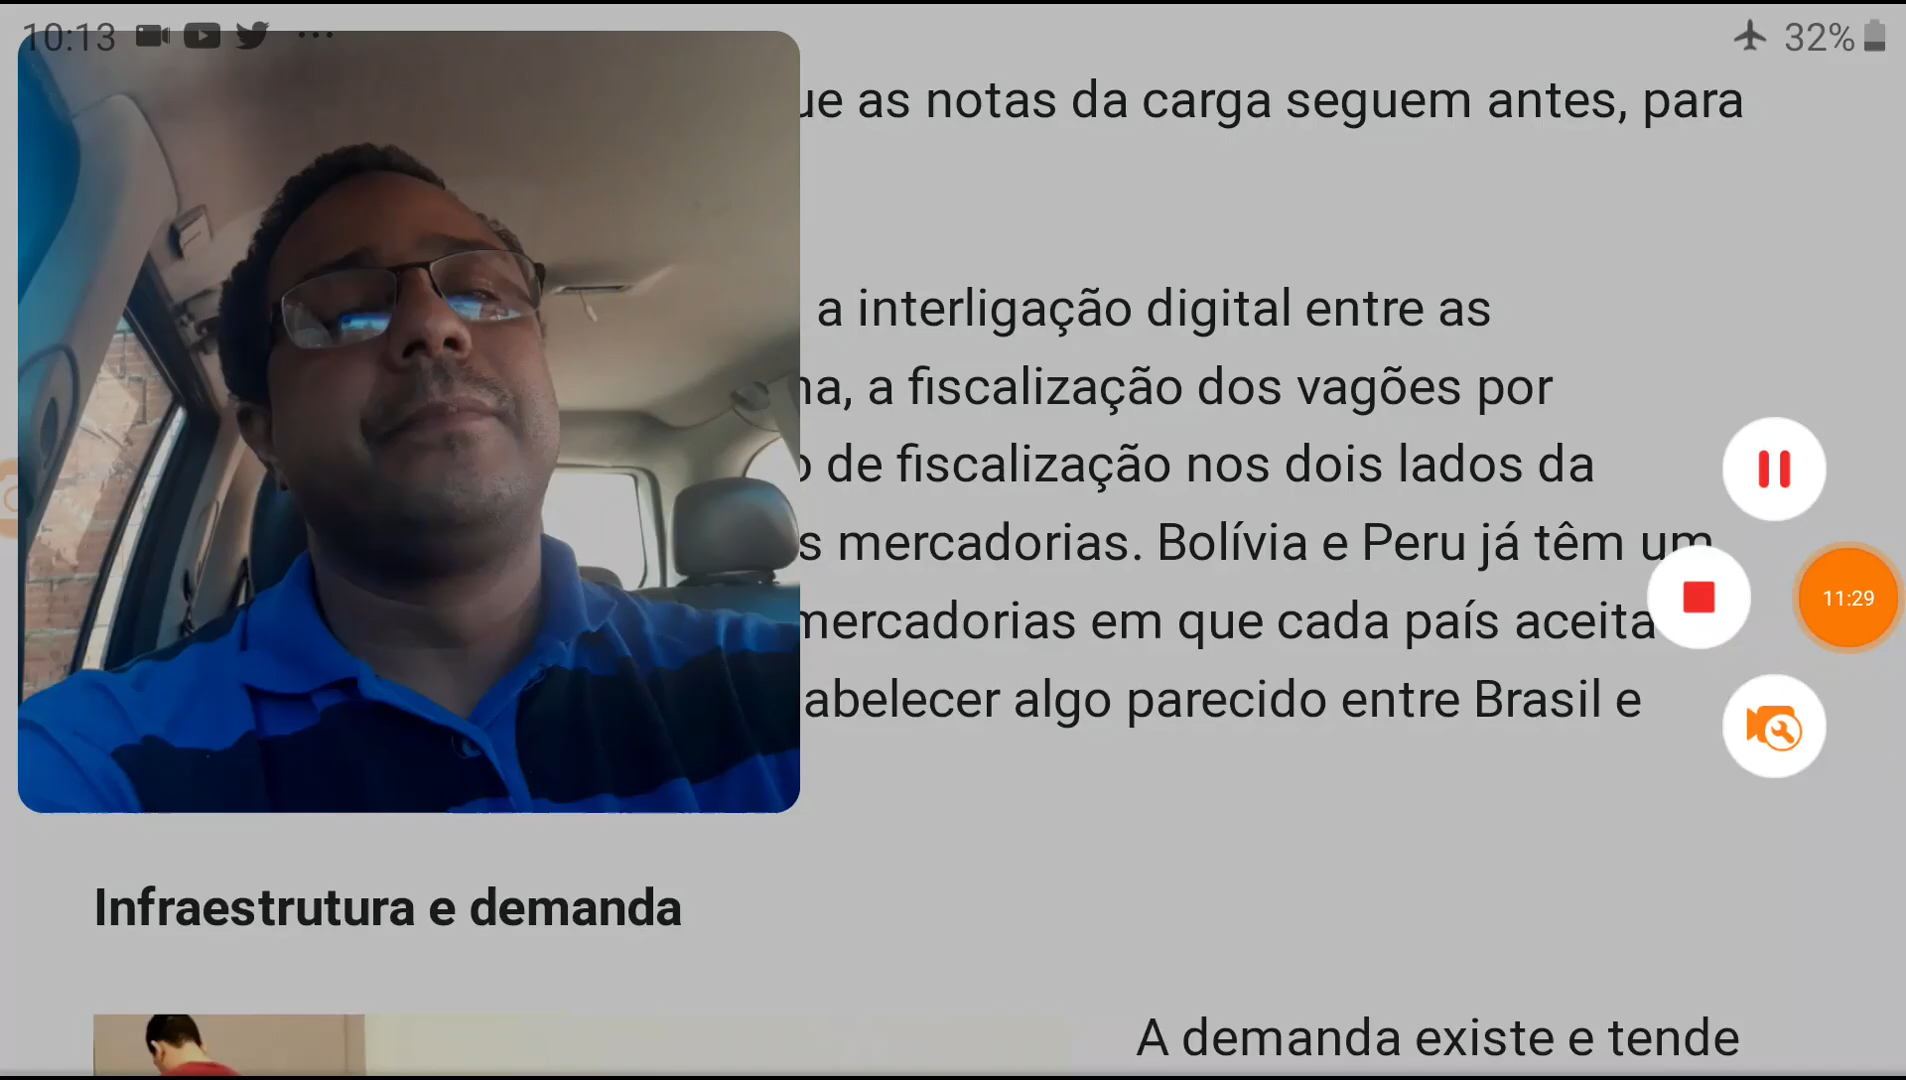 10:13
32%
ue as notas da carga seguem antes, para
a interligação digital entre as
a, a fiscalização dos vagões por
de fiscalização nos dois lados da
s mercadorias. Bolívia e Peru já têm um
mercadorias em que cada país aceita
11:29
abelecer algo parecido entre Brasil e
Infraestrutura e demanda
A demanda existe e tende